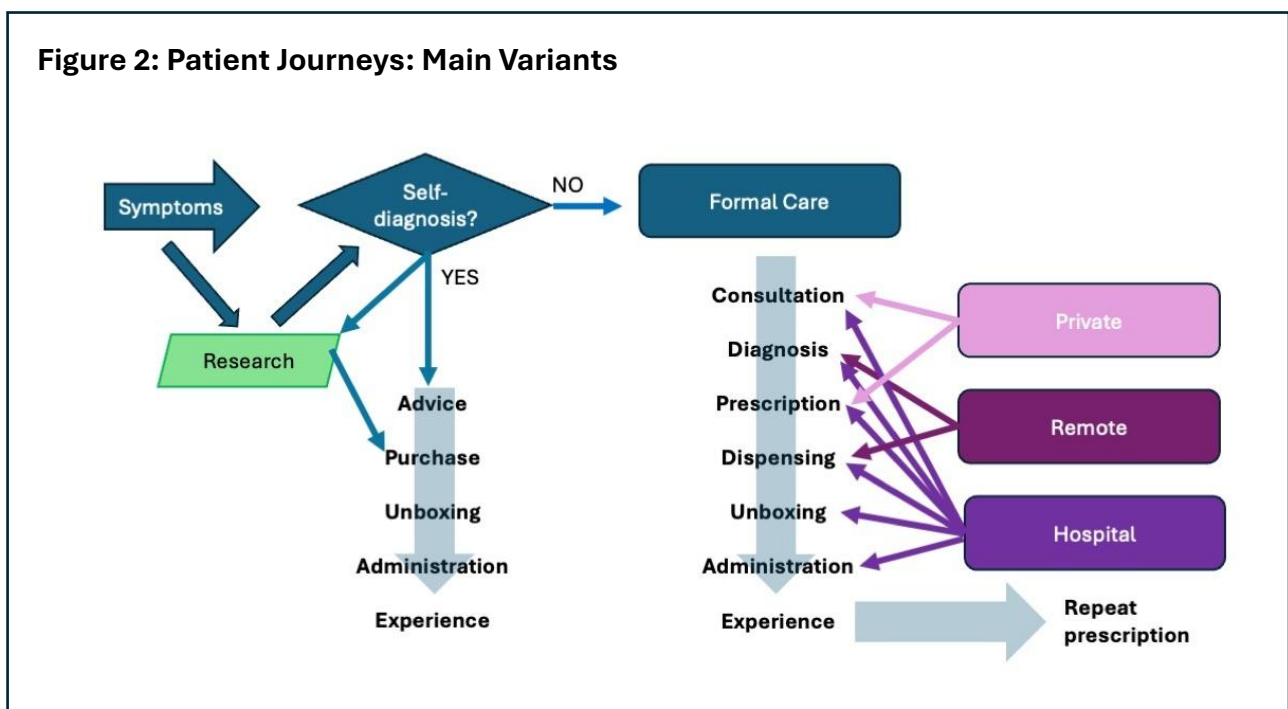 Figure 2: Patient Journeys: Main Variants
Symptoms
Self-
diagnosis?
NO
YES
Research
Advice
Purchase
Unboxing
Administration
Experience
Formal Care
Consultation
Diagnosis
Prescription
Dispensing
Unboxing
Administration
Experience
Private
Remote
Hospital
Repeat
prescription